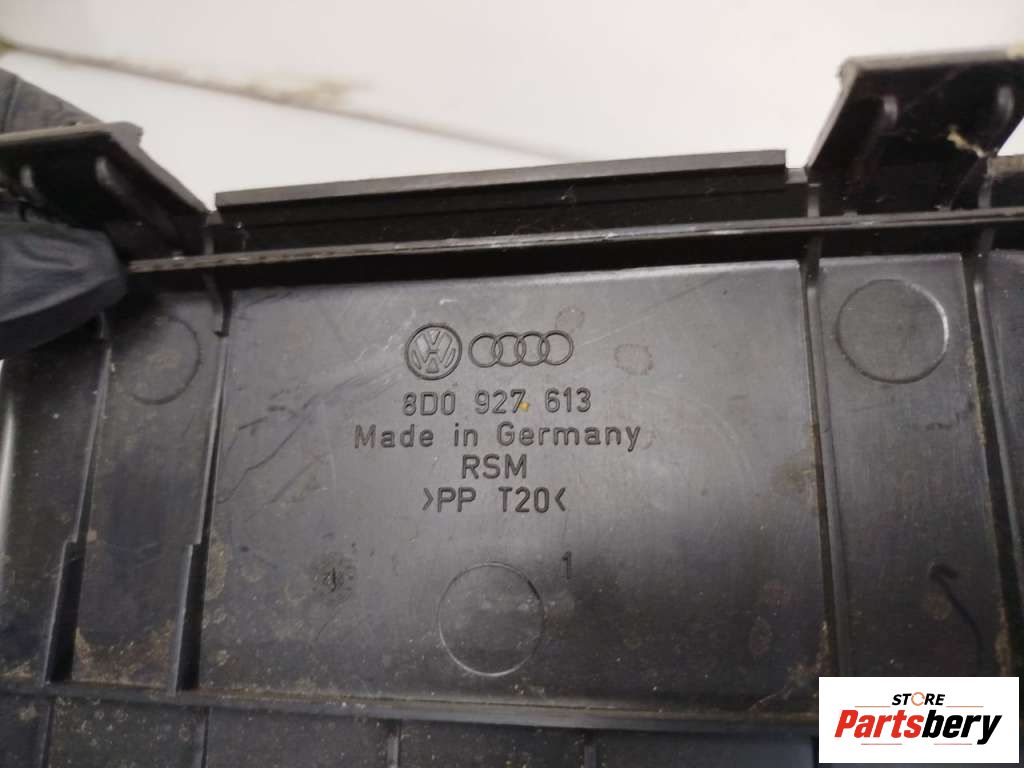 8D0 927 613
Made in Germany
RSM
>PP T20<
1
STORE
Partsbery